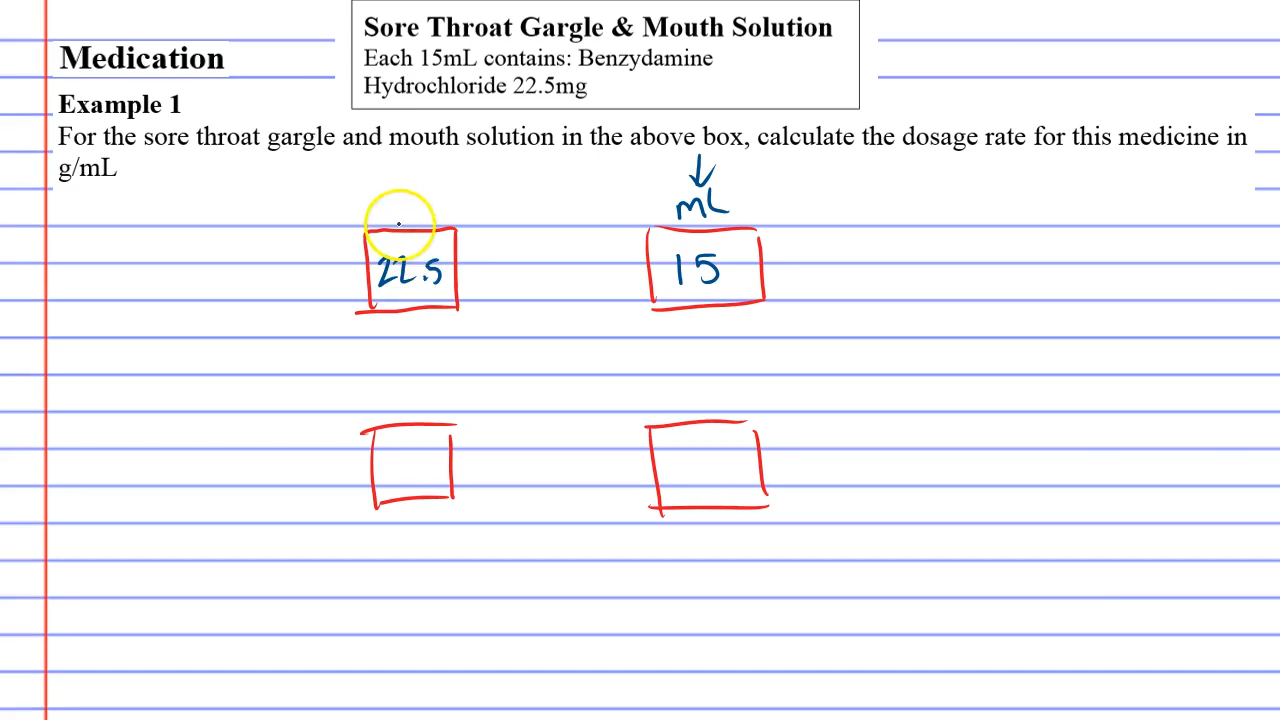 Sore Throat Gargle & Mouth Solution
Each 15mL contains: Benzydamine
Hydrochloride 22.5mg
Medication
Example 1
For the sore throat gargle and mouth solution in the above box, calculate the dosage rate for this medicine in
g/mL
mL
22.5 15